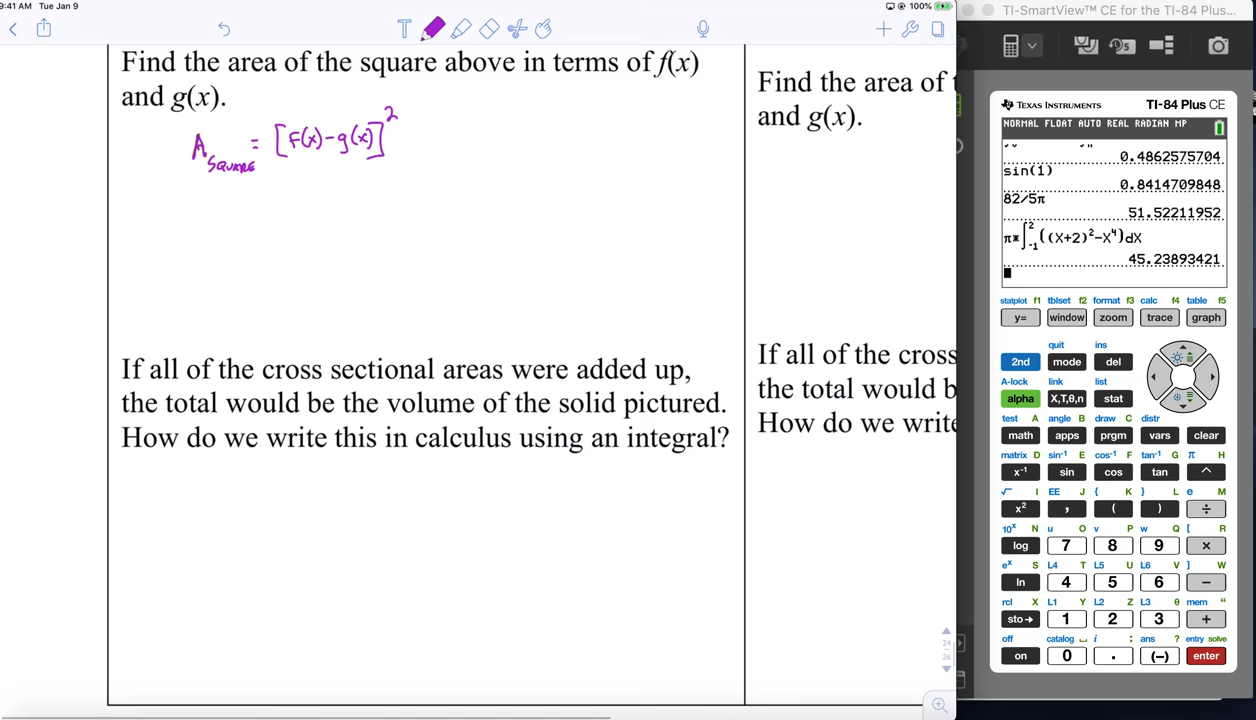 9:41 AM Tue Jan 9
100%
TI-SmartView™ CE for the TI-84 Plus...
Find the area of the square above in terms of f(x)
and g(x).
A SQUARE = [f(x)-g(x)]²
If all of the cross sectional areas were added up,
the total would be the volume of the solid pictured.
How do we write this in calculus using an integral?
Find the area of
and g(x).
If all of the cross
the total would b
How do we write
24
26
TEXAS INSTRUMENTS TI-84 Plus CE
NORMAL FLOAT AUTO REAL RADIAN MP
0.4862575704
sin(1)
0.8414709848
82/5π
51.52211952
π*∫₋₁²((X+2)²-X⁴)dX
45.23893421
statplot f1 tblset f2 format f3 calc f4 table f5
y= window zoom trace graph
quit ins
2nd mode del
A-lock link list
alpha X,T,θ,n stat
test A angle B draw C distr
math apps prgm vars clear
matrix D sin⁻¹ E cos⁻¹ F tan⁻¹ G π H
x⁻¹ sin cos tan ^
√ I EE J { K } L e M
x² , ( ) ÷
10ˣ N u O v P w Q [ R
log 7 8 9 ×
eˣ S L4 T L5 U L6 V ] W
ln 4 5 6 −
rcl X L1 Y L2 Z L3 θ mem "
sto→ 1 2 3 +
off catalog ⎵ i : ans ? entry solve
on 0 . (−) enter